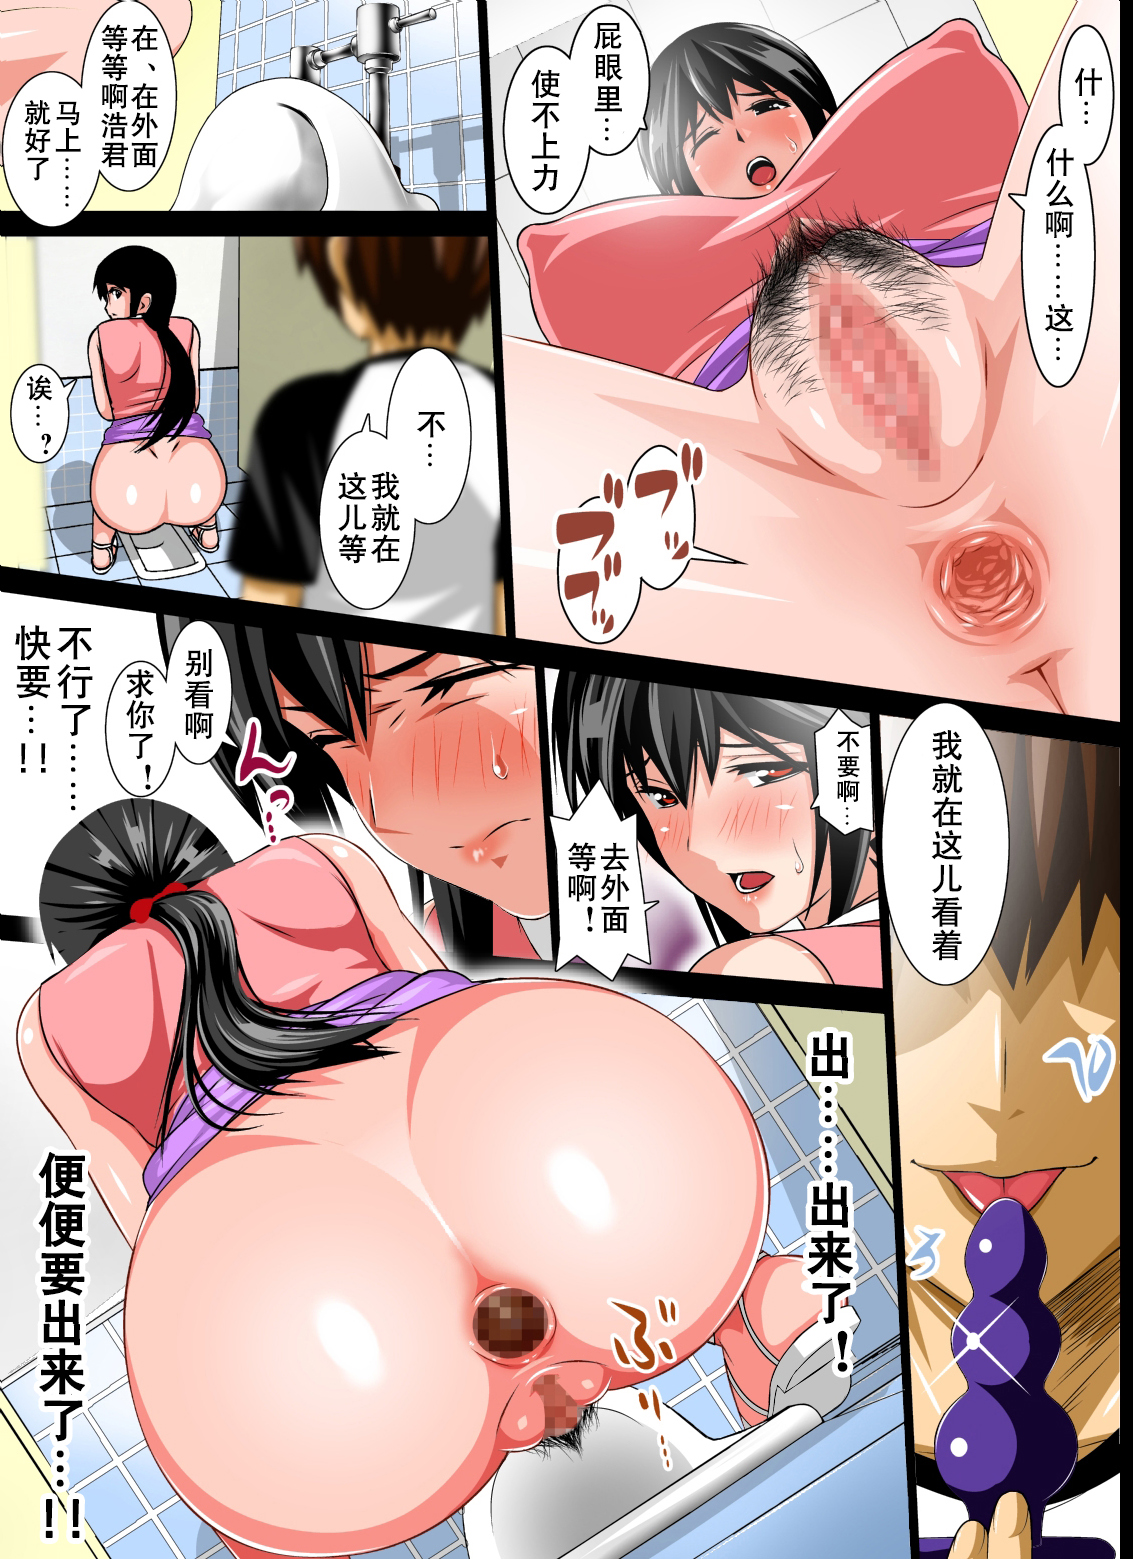 什…
什么啊……这…
屁眼里…
使不上力
ブブブブ
在、在外面
等等啊浩君
马上……
就好了
不…
我就在
这儿等
诶…?
我就在这儿看着
不要啊…
去外面
等啊!
别看啊
求你了!
不行了……
快要…!!
んっ…
出……出来了!
ぶ…
便便要出来了…!!